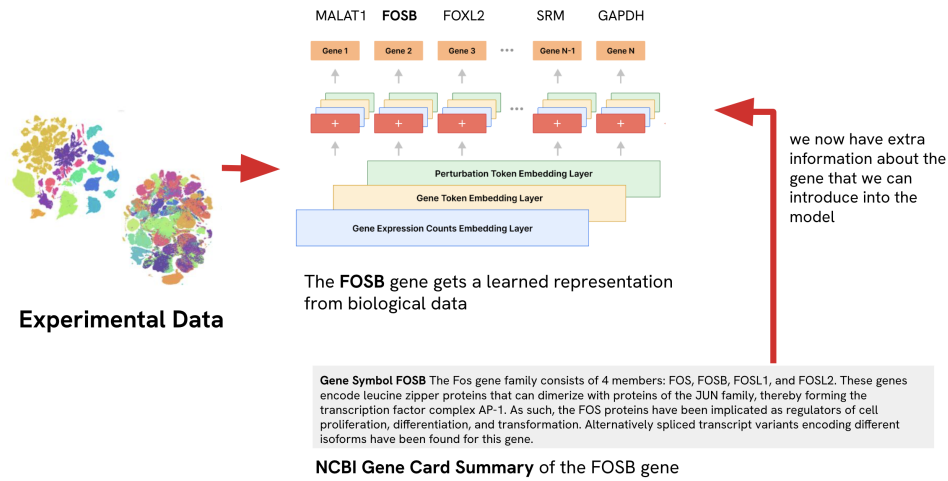 MALAT1 FOSB FOXL2 SRM GAPDH
Gene 1 Gene 2 Gene 3 ... Gene N-1 Gene N
+ + + ... + +
Perturbation Token Embedding Layer
Gene Token Embedding Layer
Gene Expression Counts Embedding Layer
we now have extra
information about the
gene that we can
introduce into the
model
The FOSB gene gets a learned representation
from biological data
Experimental Data
Gene Symbol FOSB The Fos gene family consists of 4 members: FOS, FOSB, FOSL1, and FOSL2. These genes
encode leucine zipper proteins that can dimerize with proteins of the JUN family, thereby forming the
transcription factor complex AP-1. As such, the FOS proteins have been implicated as regulators of cell
proliferation, differentiation, and transformation. Alternatively spliced transcript variants encoding different
isoforms have been found for this gene.
NCBI Gene Card Summary of the FOSB gene